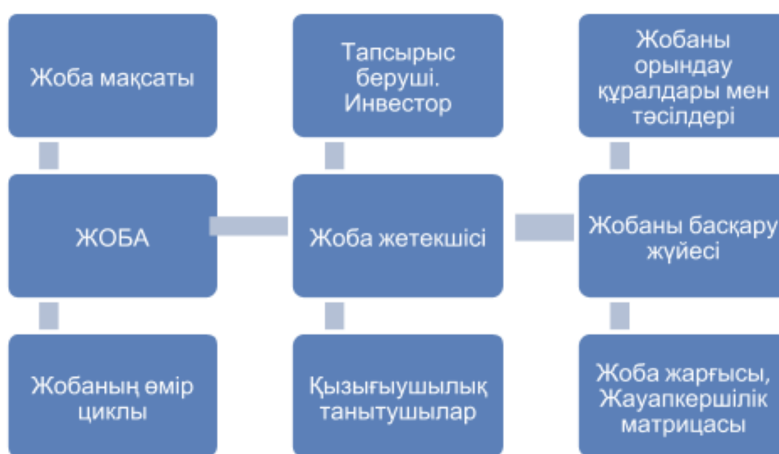 Жоба мақсаты
Тапсырыс
беруші.
Инвестор
Жобаны
орындау
құралдары мен
тәсілдері
ЖОБА
Жоба жетекшісі
Жобаны басқару
жүйесі
Жобаның өмір
циклы
Қызығыушылық
танытушылар
Жоба жарғысы,
Жауапкершілік
матрицасы